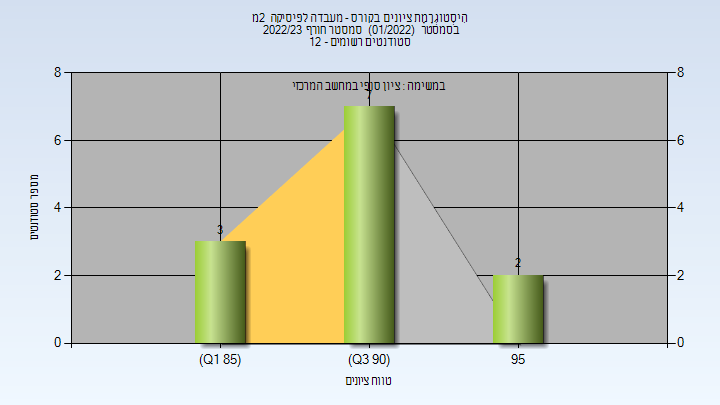 היסטוגרמת ציונים בקורס - מעבדה לפיסיקה 2מ
בסמסטר (01/2022) סמסטר חורף 2022/23
סטודנטים רשומים - 12
במשימה : ציון סופי במחשב המרכזי
8
6
4
2
0
8
6
4
2
0
3
7
2
(Q1 85)
(Q3 90)
95
מספר סטודנטים
טווח ציונים